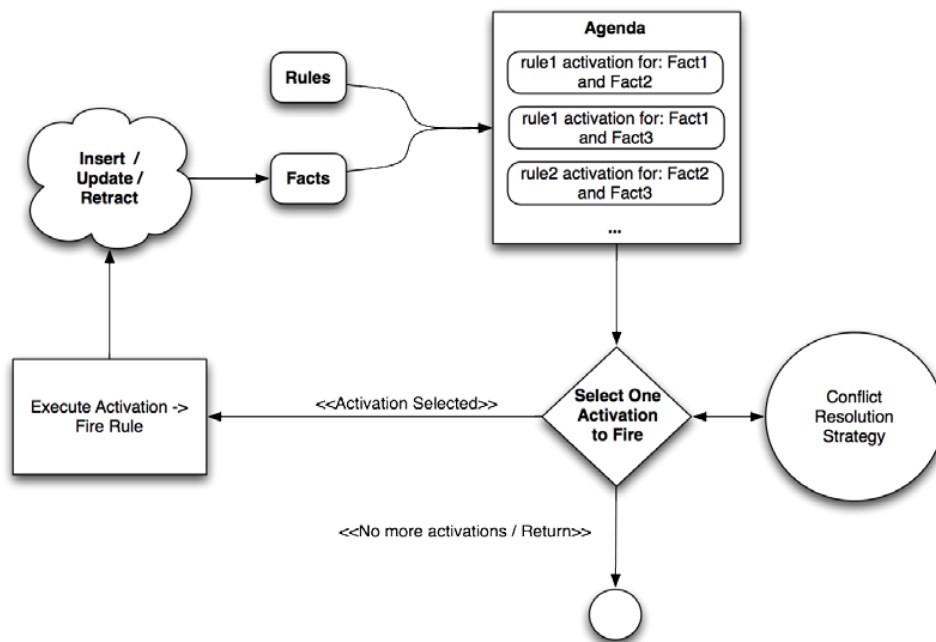 Agenda
rule1 activation for: Fact1
and Fact2
rule1 activation for: Fact1
and Fact3
rule2 activation for: Fact2
and Fact3
...
Rules
Facts
Insert /
Update /
Retract
Execute Activation ->
Fire Rule
<<Activation Selected>>
Select One
Activation
to Fire
Conflict
Resolution
Strategy
<<No more activations / Return>>